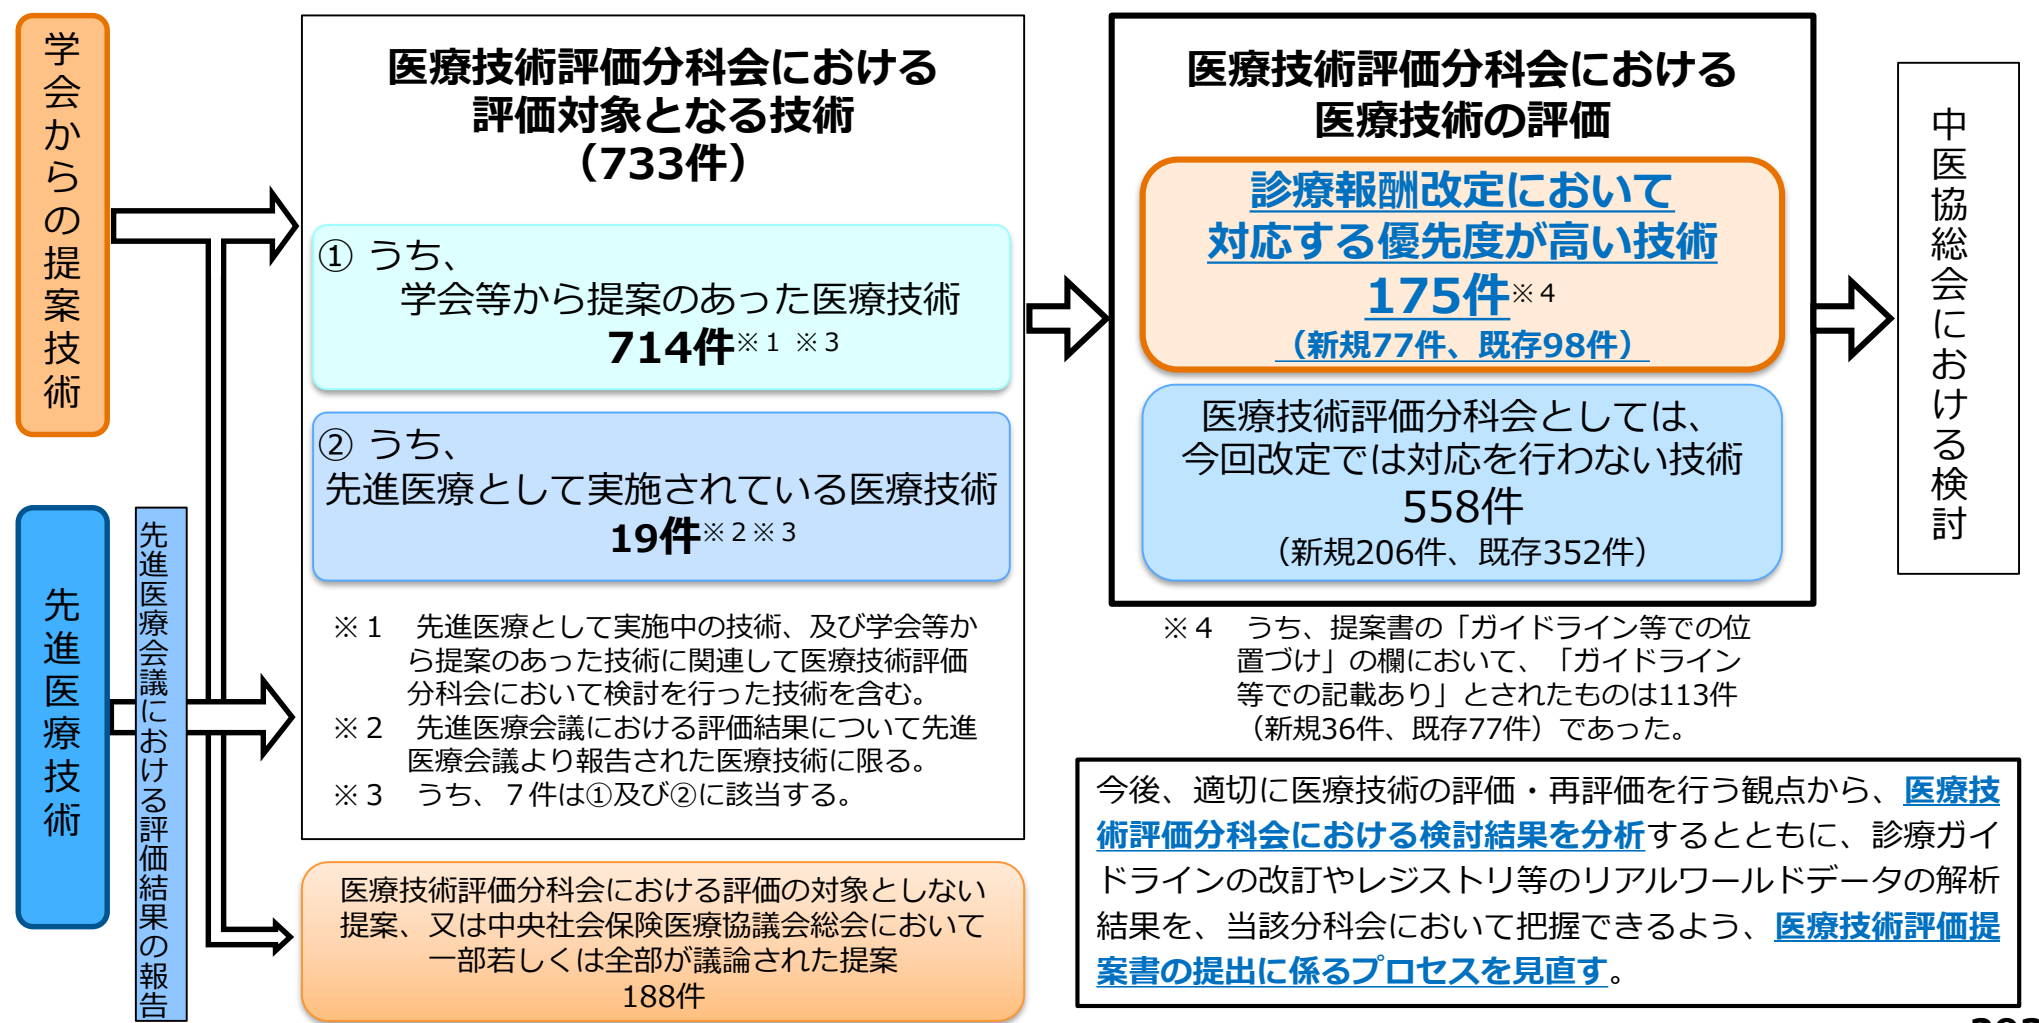 学会からの提案技術
先進医療技術
先進医療会議における評価結果の報告
医療技術評価分科会における
評価対象となる技術
（733件）
① うち、
学会等から提案のあった医療技術
714件※１ ※３
② うち、
先進医療として実施されている医療技術
19件※２※３
※１　先進医療として実施中の技術、及び学会等か
ら提案のあった技術に関連して医療技術評価
分科会において検討を行った技術を含む。
※２　先進医療会議における評価結果について先進
医療会議より報告された医療技術に限る。
※３　うち、７件は①及び②に該当する。
医療技術評価分科会における評価の対象としない
提案、又は中央社会保険医療協議会総会において
一部若しくは全部が議論された提案
188件
医療技術評価分科会における
医療技術の評価
診療報酬改定において
対応する優先度が高い技術
175件※４
（新規77件、既存98件）
医療技術評価分科会としては、
今回改定では対応を行わない技術
558件
（新規206件、既存352件）
※４　うち、提案書の「ガイドライン等での位
置づけ」の欄において、「ガイドライン
等での記載あり」とされたものは113件
（新規36件、既存77件）であった。
中医協総会における検討
今後、適切に医療技術の評価・再評価を行う観点から、医療技
術評価分科会における検討結果を分析するとともに、診療ガイ
ドラインの改訂やレジストリ等のリアルワールドデータの解析
結果を、当該分科会において把握できるよう、医療技術評価提
案書の提出に係るプロセスを見直す。